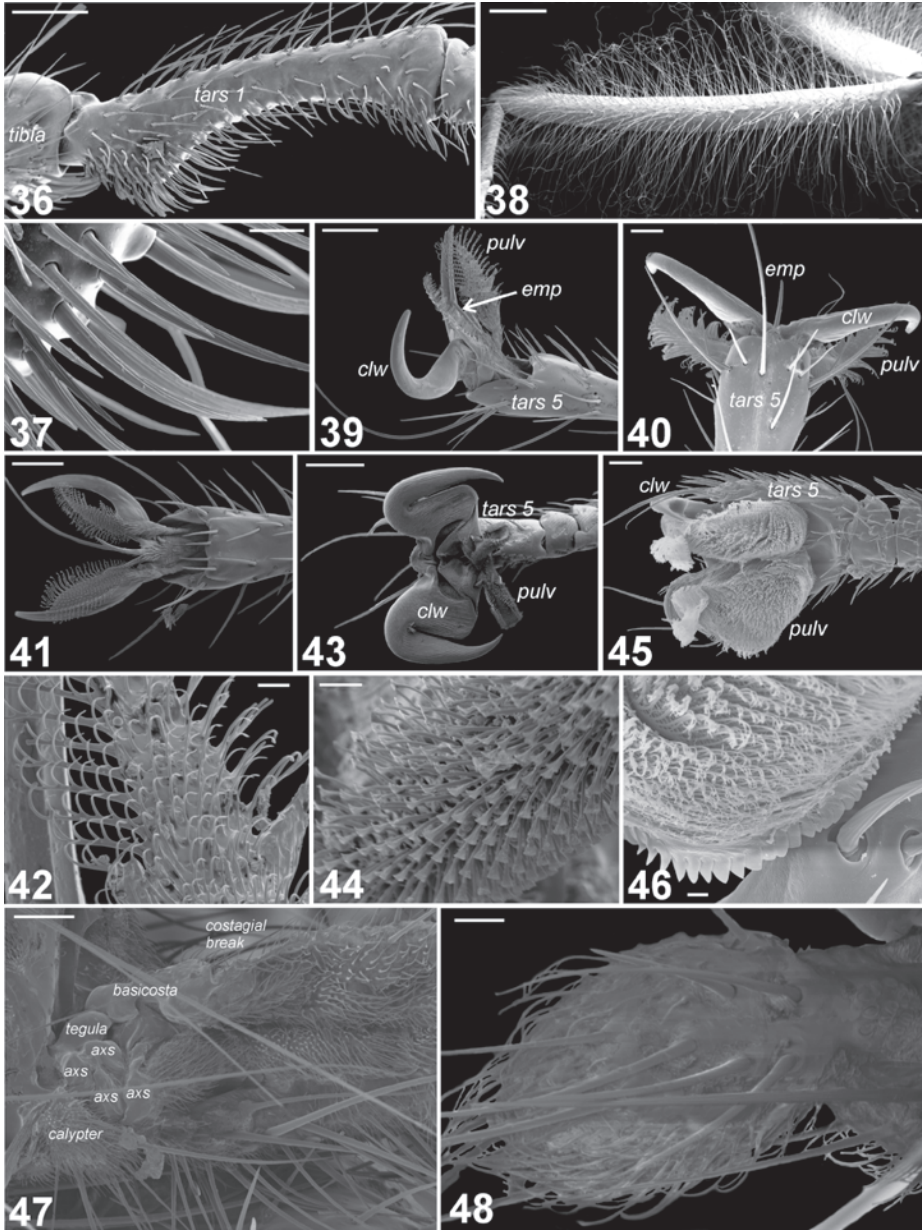 tibia
tars 1
36
38
37
pulv
emp
clw
tars 5
39
emp
clw
pulv
tars 5
40
41
tars 5
clw
pulv
43
clw
tars 5
pulv
45
42
44
46
costagial
break
basicosta
tegula
axs
axs
axs
axs
calypter
47
48